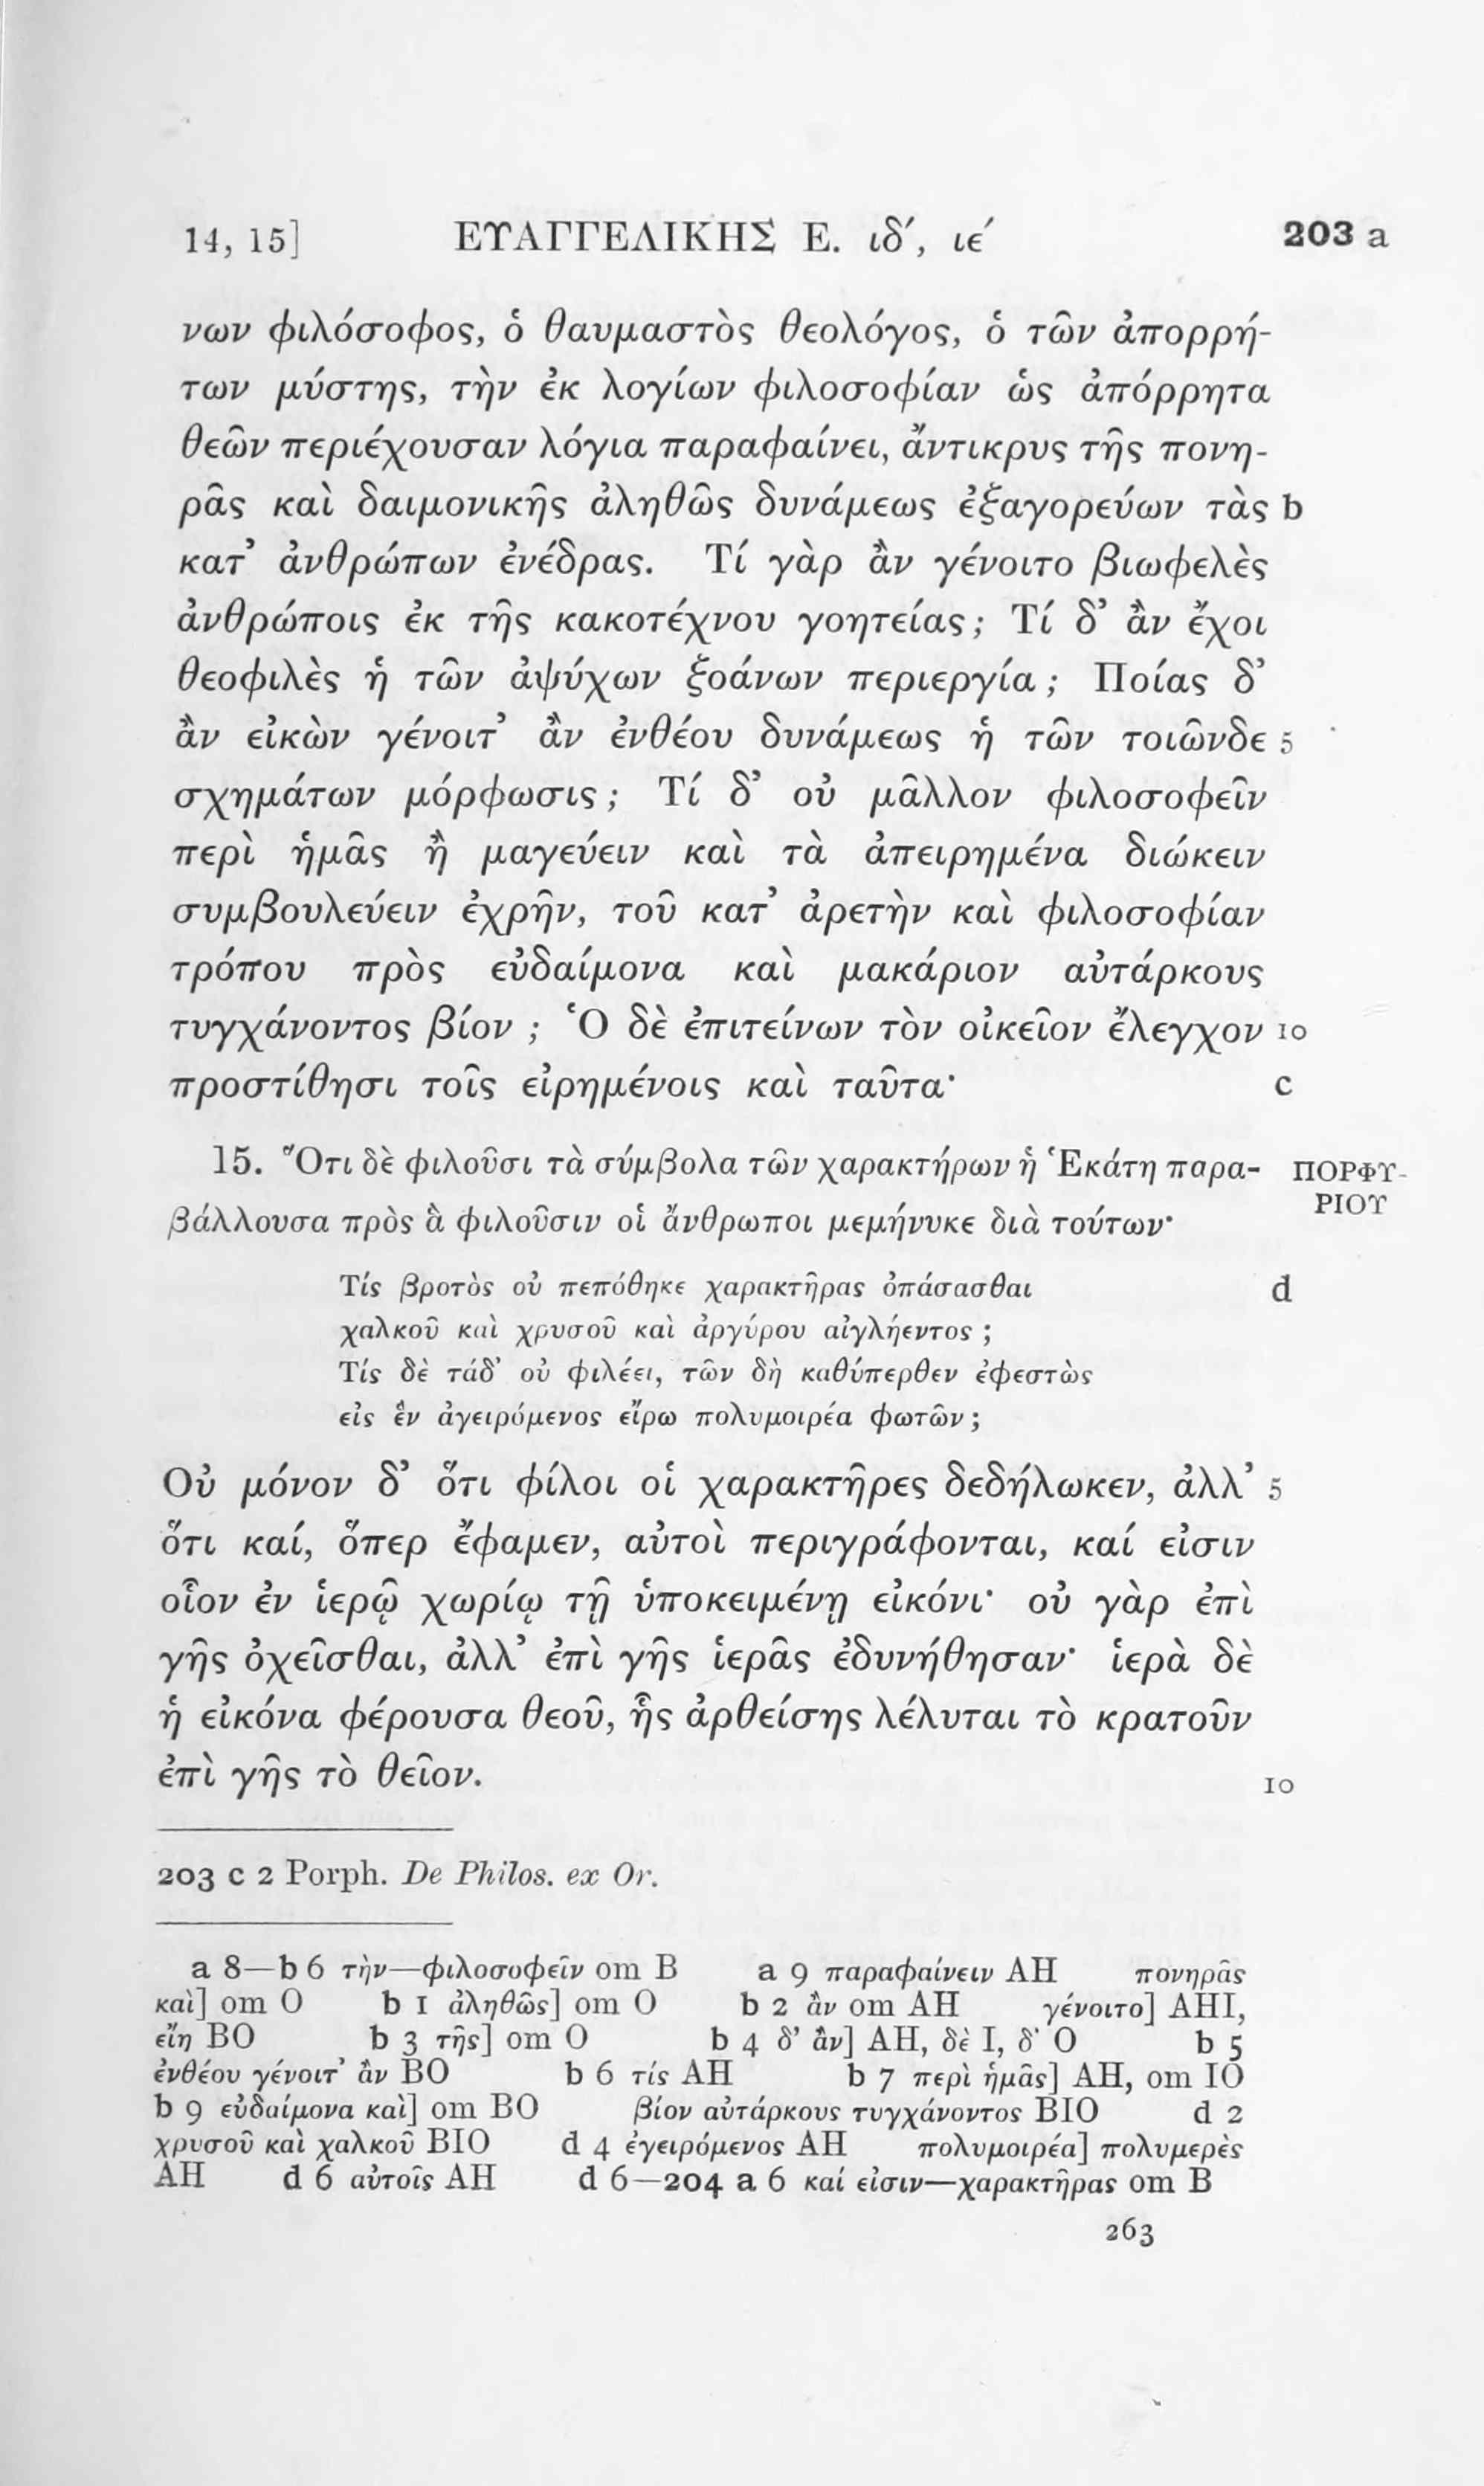 14, 15] ΕΥΑΓΓΕΛΙΚΗΣ Ε. ιδ′, ιε′ 203 a
νων φιλόσοφος, ὁ θαυμαστὸς θεολόγος, ὁ τῶν ἀπορρή-
των μύστης, τὴν ἐκ λογίων φιλοσοφίαν ὡς ἀπόρρητα
θεῶν περιέχουσαν λόγια παραφαίνει, ἄντικρυς τῆς πονη-
ρᾶς καὶ δαιμονικῆς ἀληθῶς δυνάμεως ἐξαγορεύων τὰς b
κατ᾽ ἀνθρώπων ἐνέδρας. Τί γὰρ ἂν γένοιτο βιωφελὲς
ἀνθρώποις ἐκ τῆς κακοτέχνου γοητείας; Τί δ᾽ ἂν ἔχοι
θεοφιλὲς ἡ τῶν ἀψύχων ξοάνων περιεργία; Ποίας δ᾽
ἂν εἰκὼν γένοιτ᾽ ἂν ἐνθέου δυνάμεως ἡ τῶν τοιῶνδε 5
σχημάτων μόρφωσις; Τί δ᾽ οὐ μᾶλλον φιλοσοφεῖν
περὶ ἡμᾶς ἢ μαγεύειν καὶ τὰ ἀπειρημένα διώκειν
συμβουλεύειν ἐχρῆν, τοῦ κατ᾽ ἀρετὴν καὶ φιλοσοφίαν
τρόπου πρὸς εὐδαίμονα καὶ μακάριον αὐτάρκους
τυγχάνοντος βίον; Ὁ δὲ ἐπιτείνων τὸν οἰκεῖον ἔλεγχον 10
προστίθησι τοῖς εἰρημένοις καὶ ταῦτα· c
15. Ὅτι δὲ φιλοῦσι τὰ σύμβολα τῶν χαρακτήρων ἡ Ἑκάτη παρα- ΠΟΡΦΥ-
βάλλουσα πρὸς ἃ φιλοῦσιν οἱ ἄνθρωποι μεμήνυκε διὰ τούτων· ΡΙΟΥ
Τίς βροτὸς οὐ πεπόθηκε χαρακτῆρας ὀπάσασθαι d
χαλκοῦ καὶ χρυσοῦ καὶ ἀργύρου αἰγλήεντος;
Τίς δὲ τάδ᾽ οὐ φιλέει, τῶν δὴ καθύπερθεν ἐφεστὼς
εἰς ἓν ἀγειρόμενος εἴρω πολυμοιρέα φωτῶν;
Οὐ μόνον δ᾽ ὅτι φίλοι οἱ χαρακτῆρες δεδήλωκεν, ἀλλ᾽ 5
ὅτι καί, ὅπερ ἔφαμεν, αὐτοὶ περιγράφονται, καί εἰσιν
οἷον ἐν ἱερῷ χωρίῳ τῇ ὑποκειμένῃ εἰκόνι· οὐ γὰρ ἐπὶ
γῆς ὀχεῖσθαι, ἀλλ᾽ ἐπὶ γῆς ἱερᾶς ἐδυνήθησαν· ἱερὰ δὲ
ἡ εἰκόνα φέρουσα θεοῦ, ἧς ἀρθείσης λέλυται τὸ κρατοῦν
ἐπὶ γῆς τὸ θεῖον. 10
203 c 2 Porph. De Philos. ex Or.
a 8—b 6 τὴν—φιλοσοφεῖν om B a 9 παραφαίνειν AH πονηρᾶς
καὶ] om O b 1 ἀληθῶς] om O b 2 ἂν om AH γένοιτο] AHI,
εἴη BO b 3 τῆς] om O b 4 δ᾽ ἂν] AH, δὲ I, δ᾽ O b 5
ἐνθέου γένοιτ᾽ ἂν BO b 6 τίς AH b 7 περὶ ἡμᾶς] AH, om IO
b 9 εὐδαίμονα καὶ] om BO βίον αὐτάρκους τυγχάνοντος BIO d 2
χρυσοῦ καὶ χαλκοῦ BIO d 4 ἐγειρόμενος AH πολυμοιρέα] πολυμερὲς
AH d 6 αὐτοῖς AH d 6—204 a 6 καί εἰσιν—χαρακτῆρας om B
263